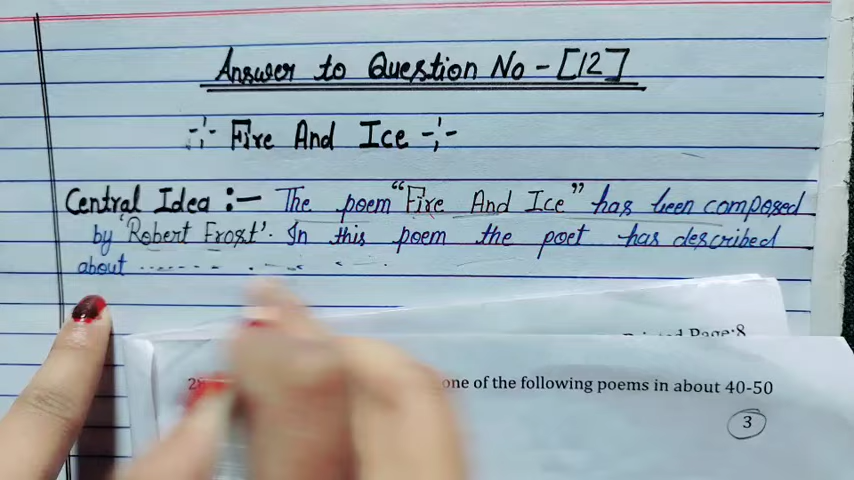 Answer to Question No - [12]
Fire And Ice
Central Idea :- The poem "Fire And Ice" has been composed
by 'Robert Frost'. In this poem the poet has described
about
Page:8
one of the following poems in about 40-50
3